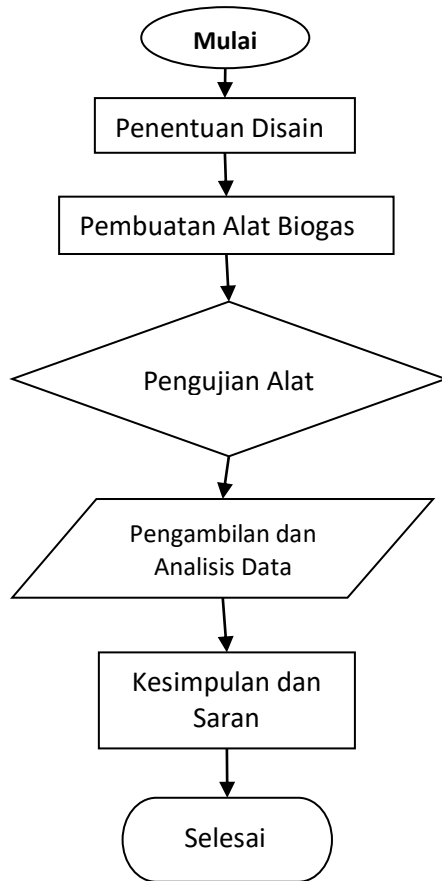 Mulai
Penentuan Disain
Pembuatan Alat Biogas
Pengujian Alat
Pengambilan dan
Analisis Data
Kesimpulan dan
Saran
Selesai